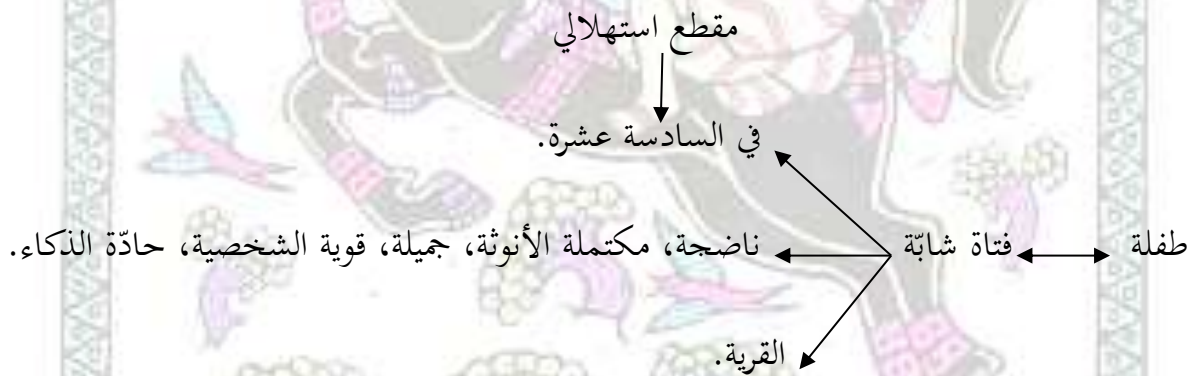 مقطع استهلالي
في السادسة عشرة.
طفلة فتاة شابّة ناضجة، مكتملة الأنوثة، جميلة، قوية الشخصية، حادّة الذكاء.
القرية.